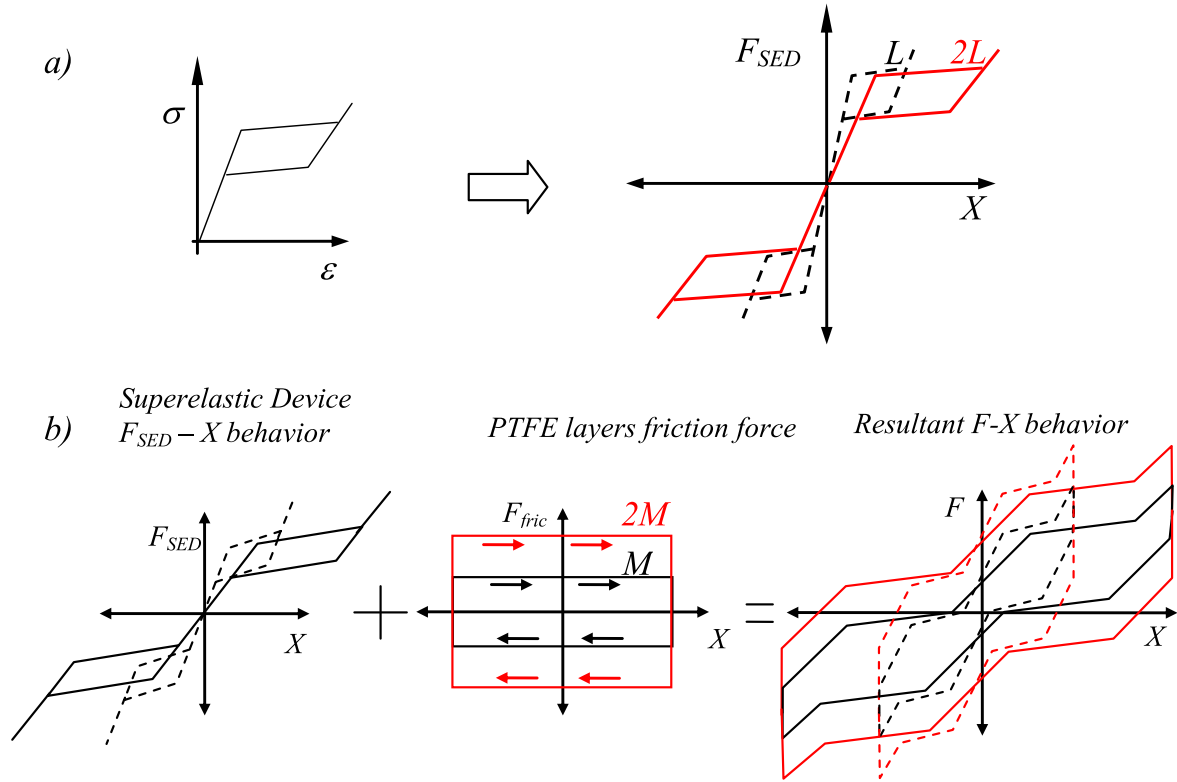 a)
σ
ε
F_SED
L
2L
X
b)
Superelastic Device
F_SED – X behavior
PTFE layers friction force
Resultant F-X behavior
F_SED
X
+
F_fric
2M
M
X
=
F
X